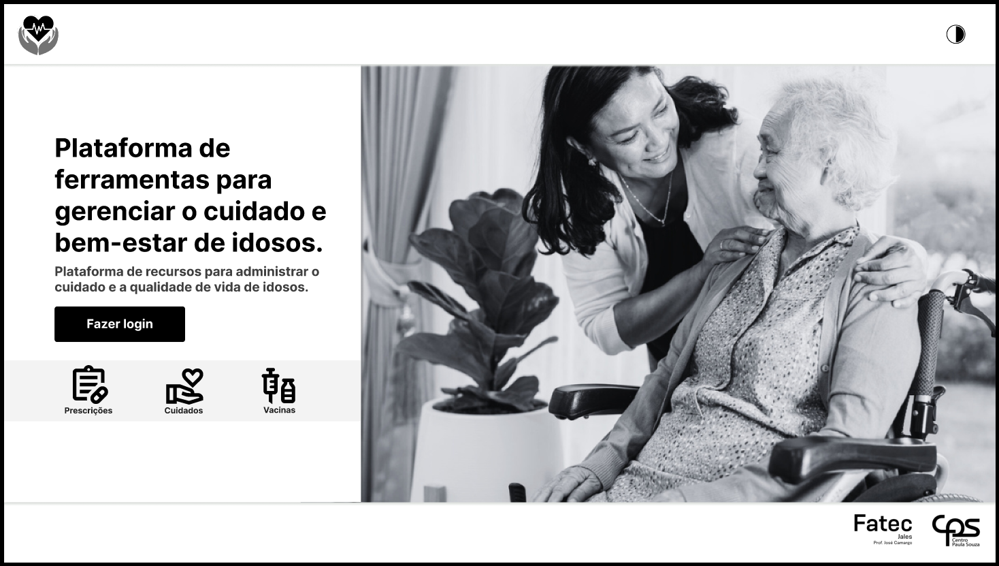 Plataforma de
ferramentas para
gerenciar o cuidado e
bem-estar de idosos.
Plataforma de recursos para administrar o
cuidado e a qualidade de vida de idosos.
Fazer login
Prescrições Cuidados Vacinas
Fatec
Jales
Prof. José Camargo
CPS
Centro
Paula Souza